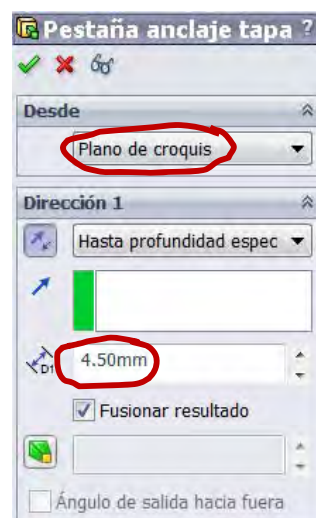 Pestaña anclaje tapa ?
Desde
Plano de croquis
Dirección 1
Hasta profundidad espec
D1
4.50mm
Fusionar resultado
Ángulo de salida hacia fuera